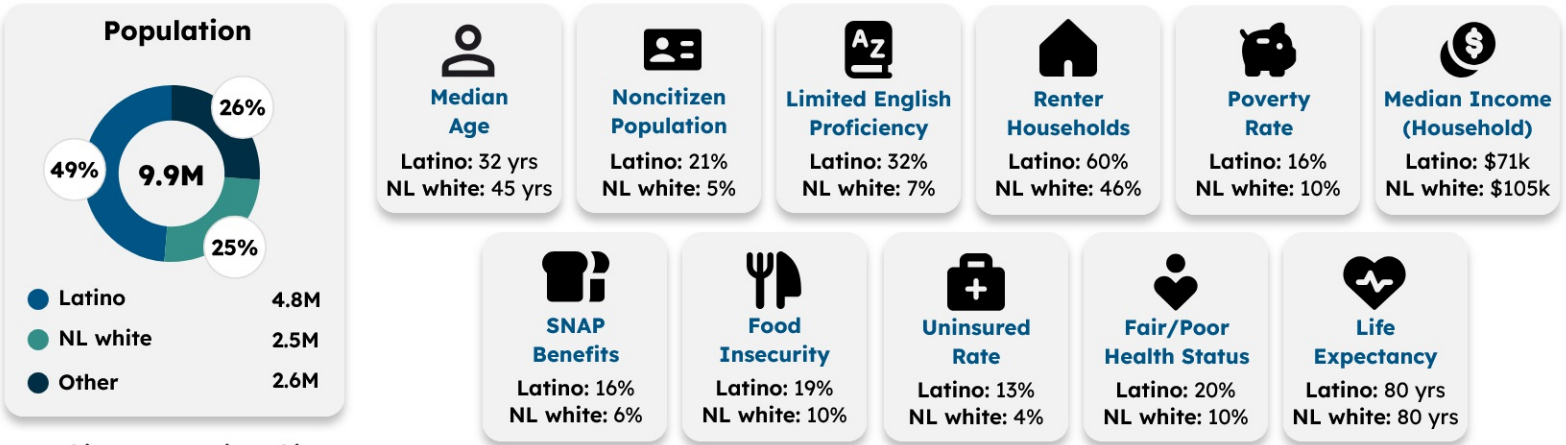 Population
26%
49%
9.9M
25%
Latino 4.8M
NL white 2.5M
Other 2.6M
Median
Age
Latino: 32 yrs
NL white: 45 yrs
Noncitizen
Population
Latino: 21%
NL white: 5%
AZ
Limited English
Proficiency
Latino: 32%
NL white: 7%
Renter
Households
Latino: 60%
NL white: 46%
Poverty
Rate
Latino: 16%
NL white: 10%
$
Median Income
(Household)
Latino: $71k
NL white: $105k
SNAP
Benefits
Latino: 16%
NL white: 6%
Food
Insecurity
Latino: 19%
NL white: 10%
Uninsured
Rate
Latino: 13%
NL white: 4%
Fair/Poor
Health Status
Latino: 20%
NL white: 10%
Life
Expectancy
Latino: 80 yrs
NL white: 80 yrs